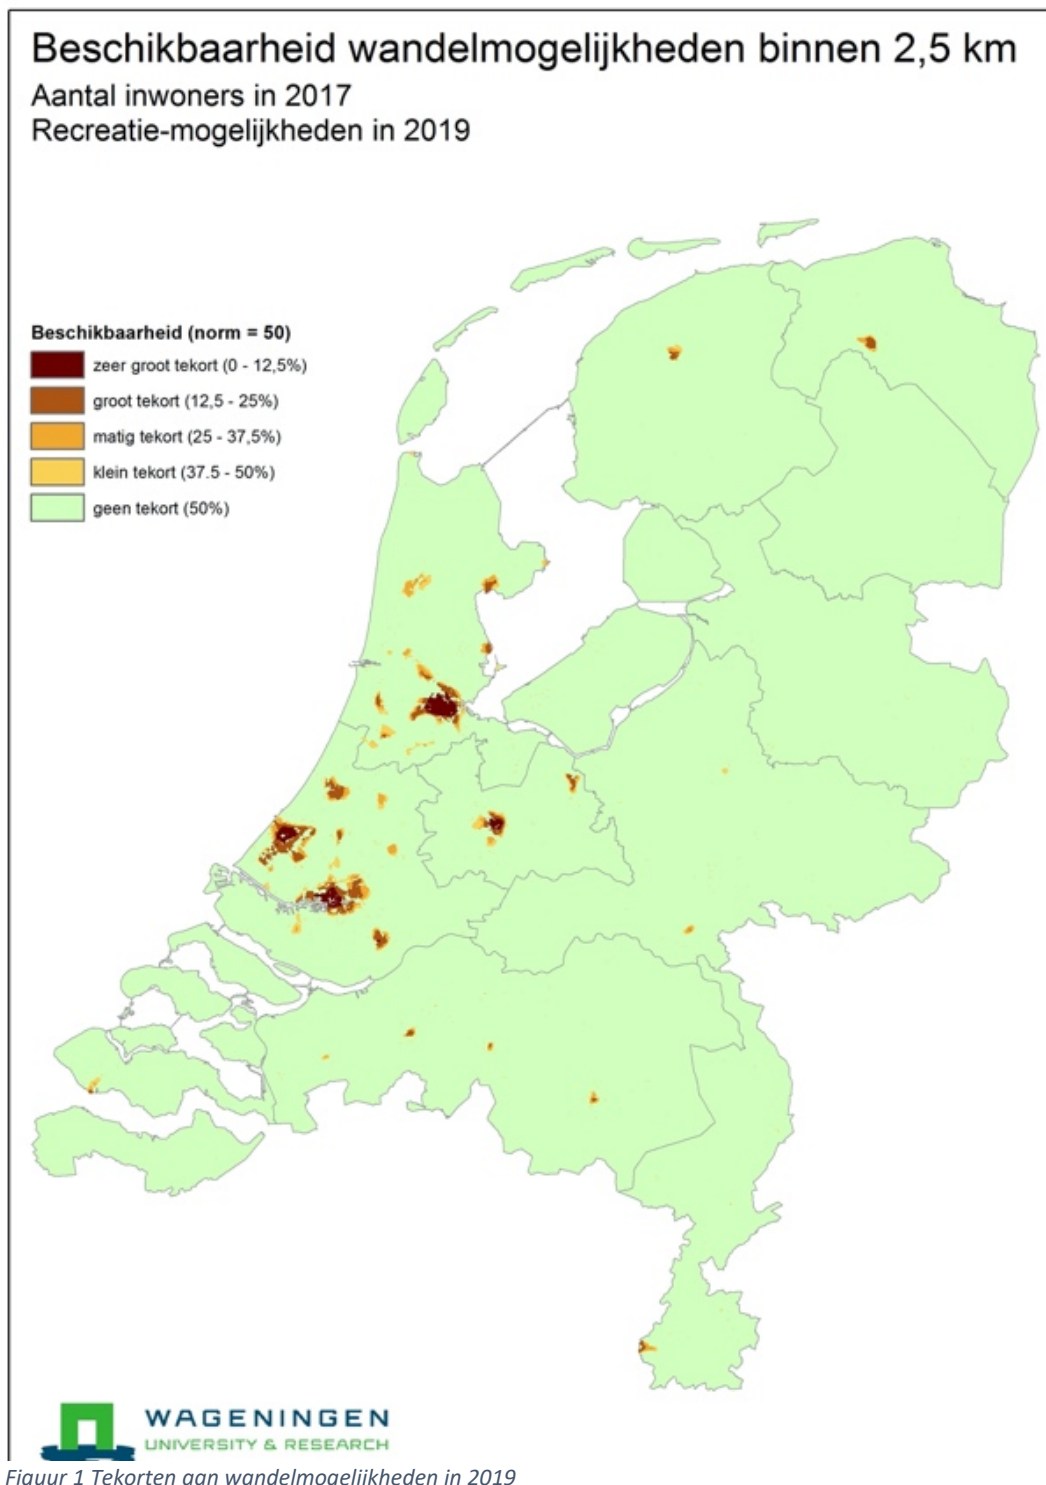 Beschikbaarheid wandelmogelijkheden binnen 2,5 km
Aantal inwoners in 2017
Recreatie-mogelijkheden in 2019
Beschikbaarheid (norm = 50)
zeer groot tekort (0 - 12,5%)
groot tekort (12,5 - 25%)
matig tekort (25 - 37,5%)
klein tekort (37.5 - 50%)
geen tekort (50%)
WAGENINGEN
UNIVERSITY & RESEARCH
Figuur 1 Tekorten aan wandelmogelijkheden in 2019